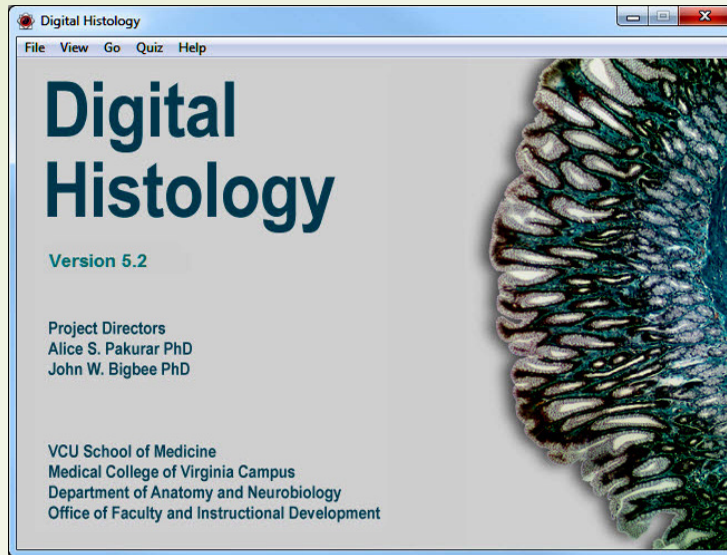 Digital Histology
File View Go Quiz Help
Digital
Histology
Version 5.2
Project Directors
Alice S. Pakurar PhD
John W. Bigbee PhD
VCU School of Medicine
Medical College of Virginia Campus
Department of Anatomy and Neurobiology
Office of Faculty and Instructional Development